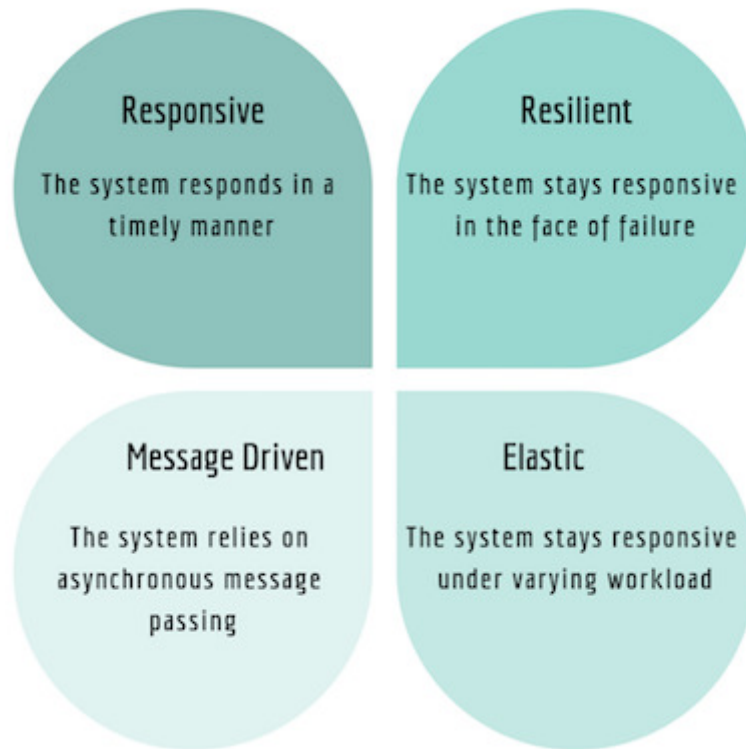 Responsive
The system responds in a
timely manner
Resilient
The system stays responsive
in the face of failure
Message Driven
The system relies on
asynchronous message
passing
Elastic
The system stays responsive
under varying workload